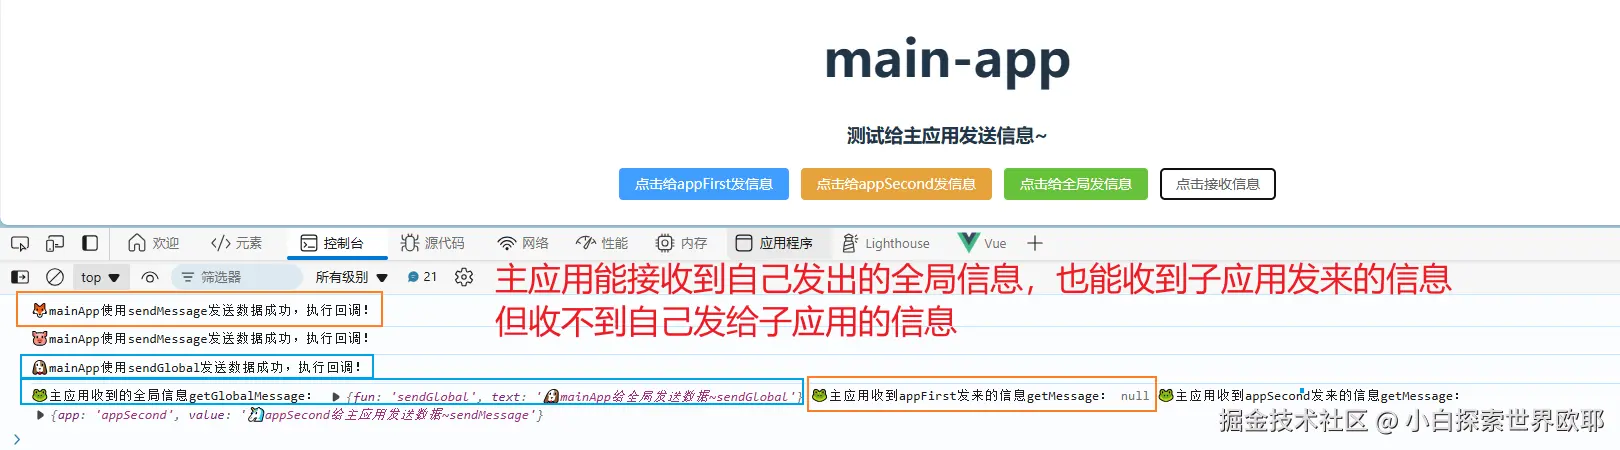 main-app
测试给主应用发送信息~
点击给appFirst发信息 点击给appSecond发信息 点击给全局发信息 点击接收信息
欢迎 元素 控制台 源代码 网络 性能 内存 应用程序 Lighthouse Vue
top 筛选器 所有级别 21
主应用能接收到自己发出的全局信息，也能收到子应用发来的信息
但收不到自己发给子应用的信息
🦊mainApp使用sendMessage发送数据成功，执行回调！
🐷mainApp使用sendMessage发送数据成功，执行回调！
mainApp使用sendGlobal发送数据成功，执行回调！
🐸主应用收到的全局信息getGlobalMessage： ▶ {fun: 'sendGlobal', text: 'mainApp给全局发送数据~sendGlobal'} 🐸主应用收到appFirst发来的信息getMessage： null 🐸主应用收到appSecond发来的信息getMessage：
▶ {app: 'appSecond', value: 'appSecond给主应用发送数据~sendMessage'}
掘金技术社区 @ 小白探索世界欧耶